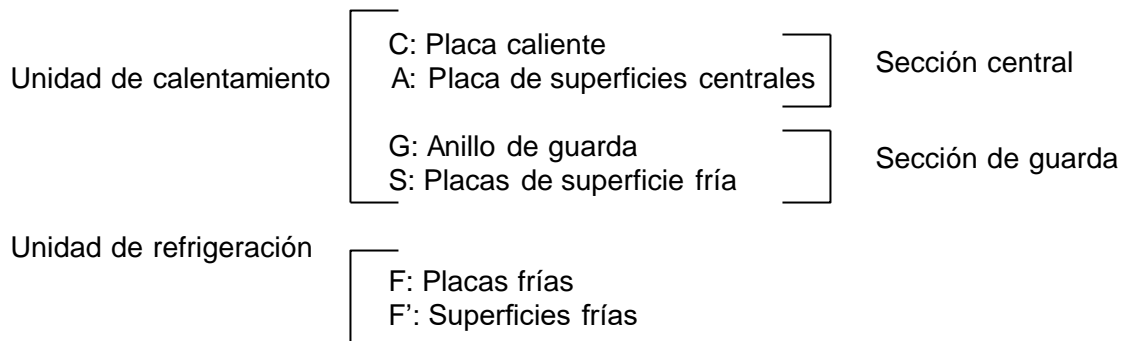 C: Placa caliente
Unidad de calentamiento A: Placa de superficies centrales Sección central
G: Anillo de guarda
S: Placas de superficie fría Sección de guarda
Unidad de refrigeración
F: Placas frías
F’: Superficies frías